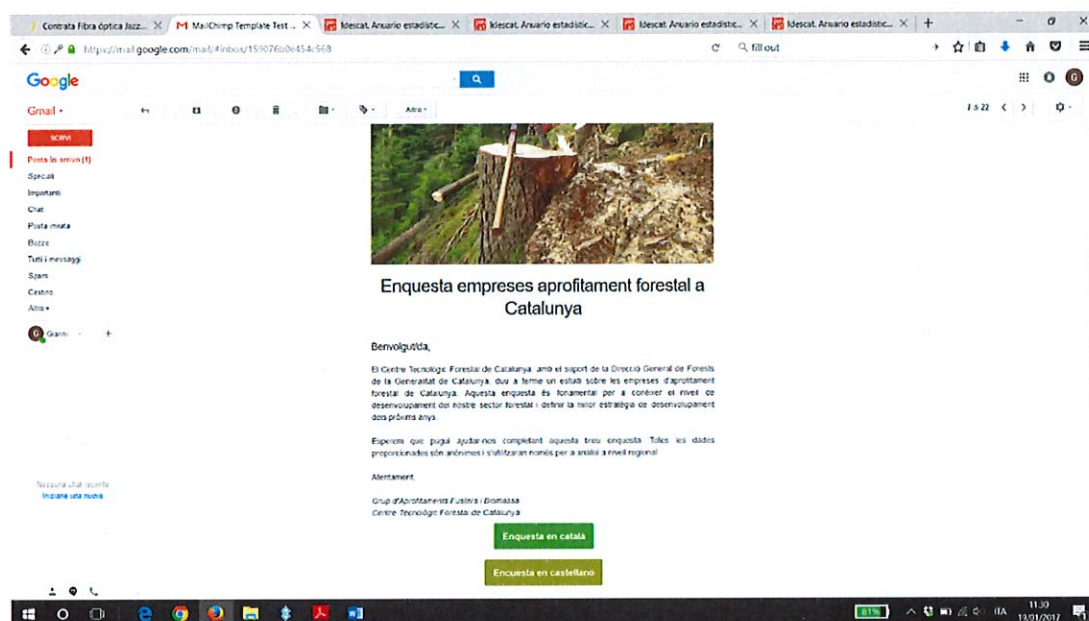 Contrata Fibra óptica Jazz...
MailChimp Template Test ...
Idescat. Anuario estadístic...
Idescat. Anuario estadístic...
Idescat. Anuario estadístic...
Idescat. Anuario estadístic...
https://mail.google.com/mail/#inbox/159076b0e454c568
fill out
Google
Gmail
Altro
SCRIVI
Posta in arrivo (1)
Speciali
Importanti
Chat
Posta inviata
Bozze
Tutti i messaggi
Spam
Cestino
Altro
G
Gianni
Enquesta empreses aprofitament forestal a
Catalunya
Benvolgut/da,
El Centre Tecnològic Forestal de Catalunya, amb el suport de la Direcció General de Forests
de la Generalitat de Catalunya, duu a terme un estudi sobre les empreses d'aprofitament
forestal de Catalunya. Aquesta enquesta és fonamental per a conèixer el nivell de
desenvolupament del nostre sector forestal i definir la millor estratègia de desenvolupament
dels pròxims anys.
Esperem que pugui ajudar-nos completant aquesta breu enquesta. Totes les dades
proporcionades són anònimes i s'utilitzaran només per a anàlisi a nivell regional.
Atentament,
Grup d'Aprofitaments Fusters i Biomassa
Centre Tecnològic Forestal de Catalunya
Enquesta en català
Encuesta en castellano
Nessuna chat recente
Iniziane una nuova
81%
ITA
11:30
19/01/2017